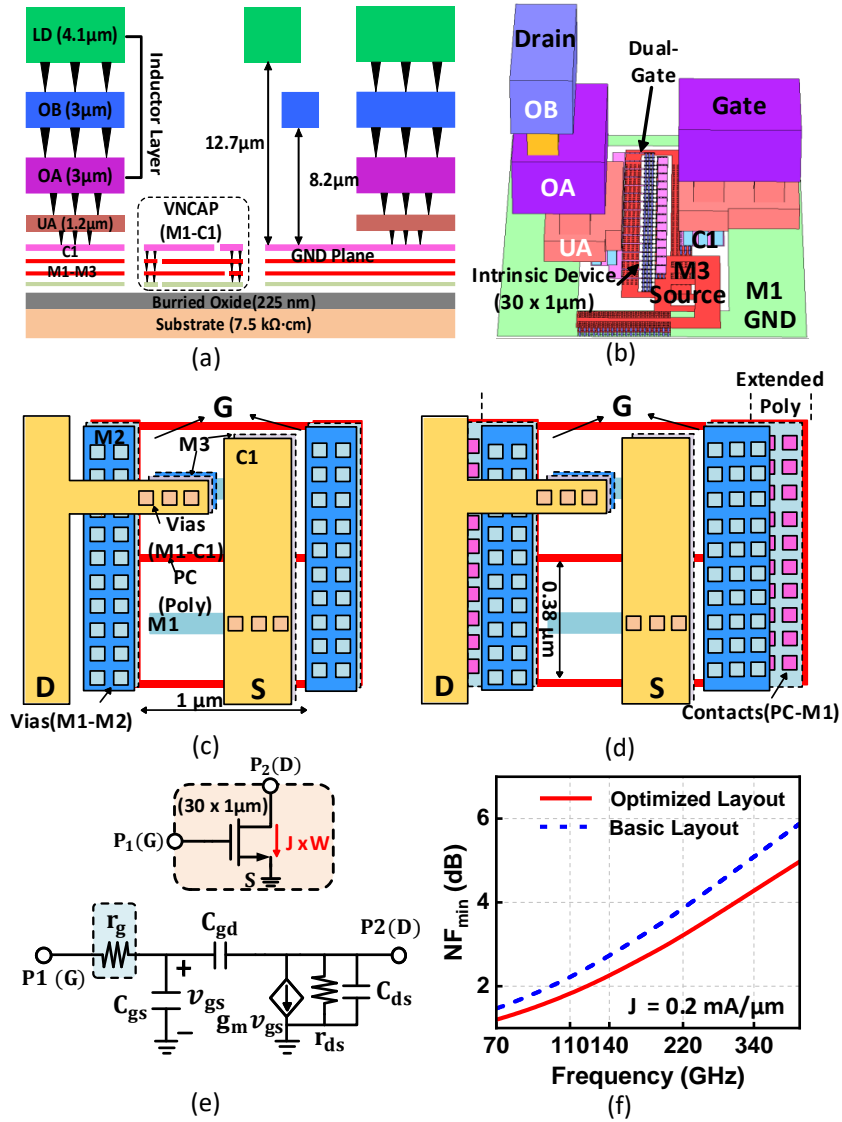 LD (4.1µm)
OB (3µm)
OA (3µm)
UA (1.2µm)
C1
M1-M3
Inductor Layer
VNCAP
(M1-C1)
12.7µm
8.2µm
GND Plane
Burried Oxide(225 nm)
Substrate (7.5 kΩ·cm)
(a)
Drain
Dual-
Gate
Gate
OB
OA
UA
C1
Intrinsic Device
(30 x 1µm)
M3
Source
M1
GND
(b)
G
M2
M3
C1
Vias
(M1-C1)
PC
(Poly)
M1
D
S
1 µm
Vias(M1-M2)
(c)
Extended
Poly
G
0.38 µm
D
S
Contacts(PC-M1)
(d)
P2(D)
(30 x 1µm)
P1(G)
J x W
S
rg
Cgd
P2(D)
P1 (G)
Cgs
+
vgs
−
gmvgs
rds
Cds
(e)
Optimized Layout
Basic Layout
NFmin (dB)
6
4
2
J = 0.2 mA/µm
70 110 140 220 340
Frequency (GHz)
(f)